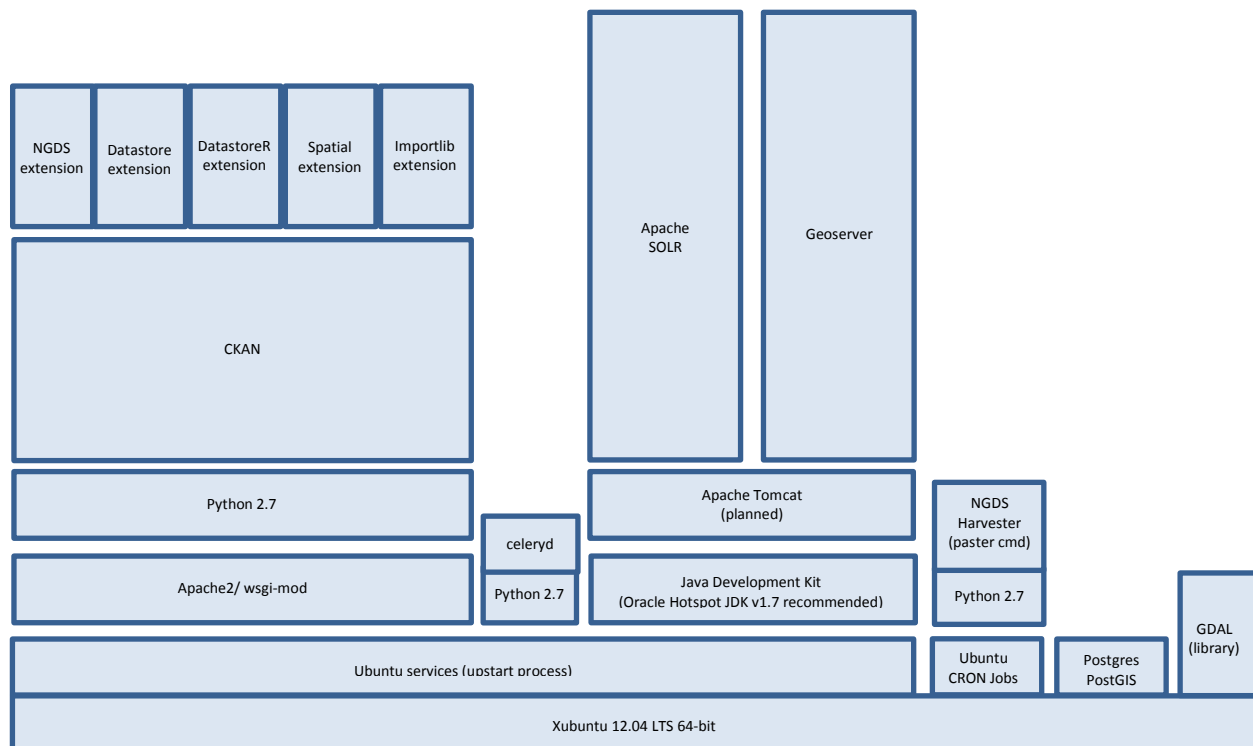 NGDS
extension
Datastore
extension
DatastoreR
extension
Spatial
extension
Importlib
extension
Apache
SOLR
Geoserver
CKAN
Python 2.7
Apache Tomcat
(planned)
NGDS
Harvester
(paster cmd)
celeryd
Apache2/ wsgi-mod
Python 2.7
Java Development Kit
(Oracle Hotspot JDK v1.7 recommended)
Python 2.7
GDAL
(library)
Ubuntu services (upstart process)
Ubuntu
CRON Jobs
Postgres
PostGIS
Xubuntu 12.04 LTS 64-bit